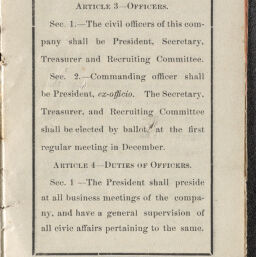 ARTICLE 3—OFFICERS.
Sec. 1.—The civil officers of this com-
pany shall be President, Secretary,
Treasurer and Recruiting Committee.
Sec. 2.—Commanding officer shall
be President, ex-officio. The Secretary,
Treasurer, and Recruiting Committee
shall be elected by ballot, at the first
regular meeting in December.
ARTICLE 4—DUTIES OF OFFICERS.
Sec. 1—The President shall preside
at all business meetings of the compa-
ny, and have a general supervision of
all civic affairs pertaining to the same.